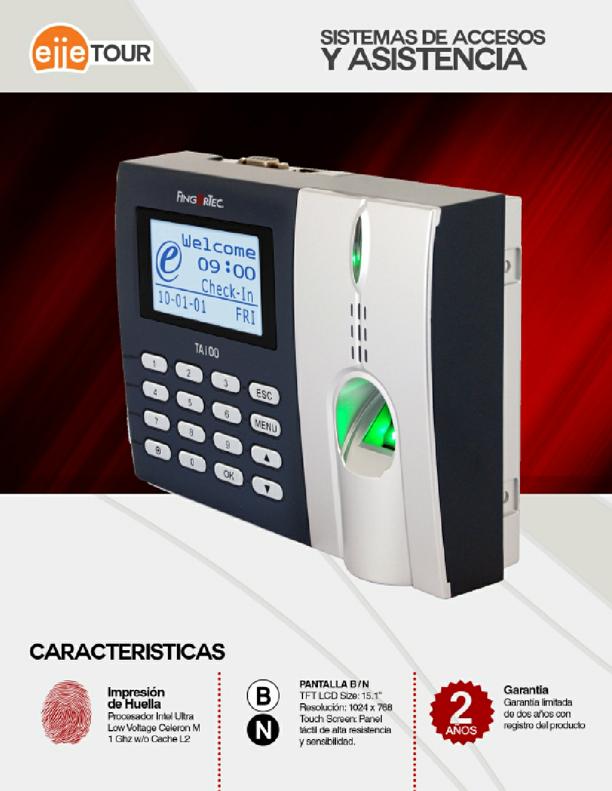 ejjeTOUR
SISTEMAS DE ACCESOS
Y ASISTENCIA
FINGERTEC
Welcome
09:00
Check-In
10-01-01 FRI
TA100
1 2 3 ESC
4 5 6 MENU
7 8 9 ▲
0 OK ▼
CARACTERISTICAS
Impresión
de Huella
Procesador Intel Ultra
Low Voltage Celeron M
1 Ghz w/o Cache L2
B
N
PANTALLA B/N
TFT LCD Size: 15.1"
Resolución: 1024 x 768
Touch Screen: Panel
táctil de alta resistencia
y sensibilidad.
2
AÑOS
Garantia
Garantía limitada
de dos años con
registro del producto